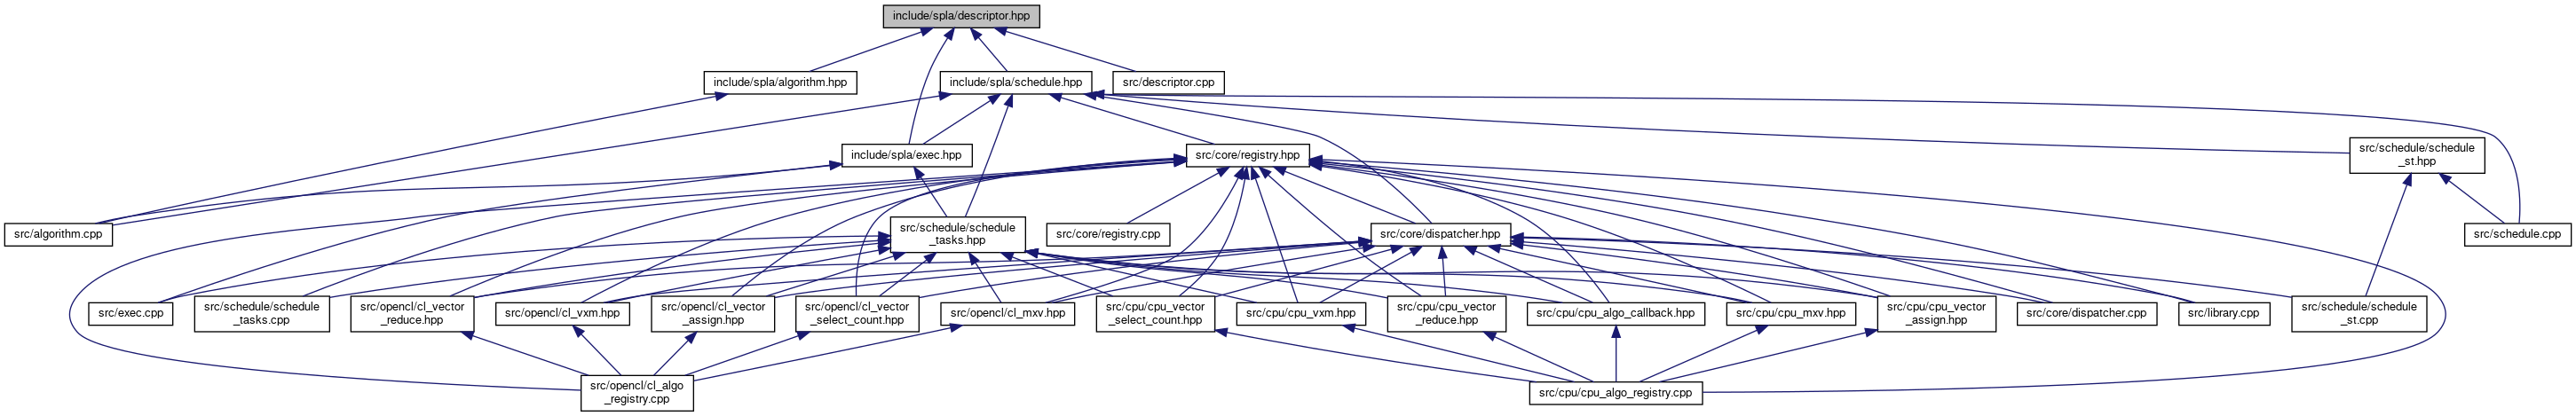 include/spla/descriptor.hpp
include/spla/algorithm.hpp
include/spla/schedule.hpp
src/descriptor.cpp
include/spla/exec.hpp
src/core/registry.hpp
src/schedule/schedule
_st.hpp
src/algorithm.cpp
src/schedule/schedule
_tasks.hpp
src/core/registry.cpp
src/core/dispatcher.hpp
src/schedule.cpp
src/exec.cpp
src/schedule/schedule
_tasks.cpp
src/opencl/cl_vector
_reduce.hpp
src/opencl/cl_vxm.hpp
src/opencl/cl_vector
_assign.hpp
src/opencl/cl_vector
_select_count.hpp
src/opencl/cl_mxv.hpp
src/cpu/cpu_vector
_select_count.hpp
src/cpu/cpu_vxm.hpp
src/cpu/cpu_vector
_reduce.hpp
src/cpu/cpu_algo_callback.hpp
src/cpu/cpu_mxv.hpp
src/cpu/cpu_vector
_assign.hpp
src/core/dispatcher.cpp
src/library.cpp
src/schedule/schedule
_st.cpp
src/opencl/cl_algo
_registry.cpp
src/cpu/cpu_algo_registry.cpp